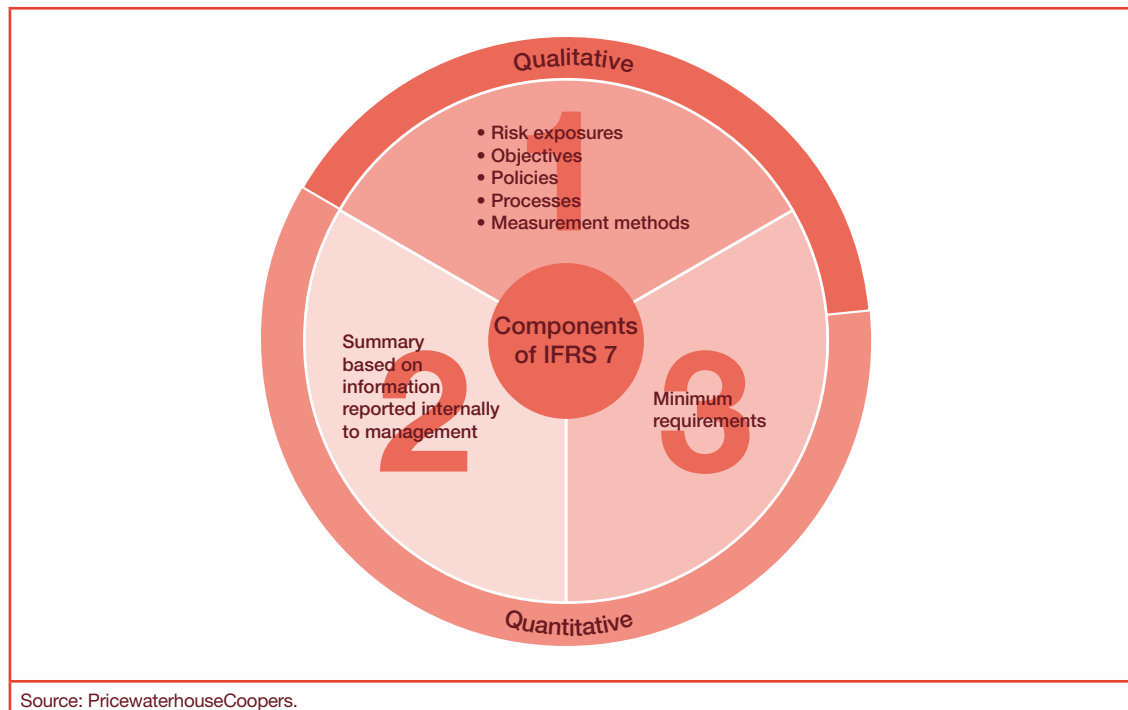 Qualitative
1
• Risk exposures
• Objectives
• Policies
• Processes
• Measurement methods
Components
of IFRS 7
2
Summary
based on
information
reported internally
to management
3
Minimum
requirements
Quantitative
Source: PricewaterhouseCoopers.